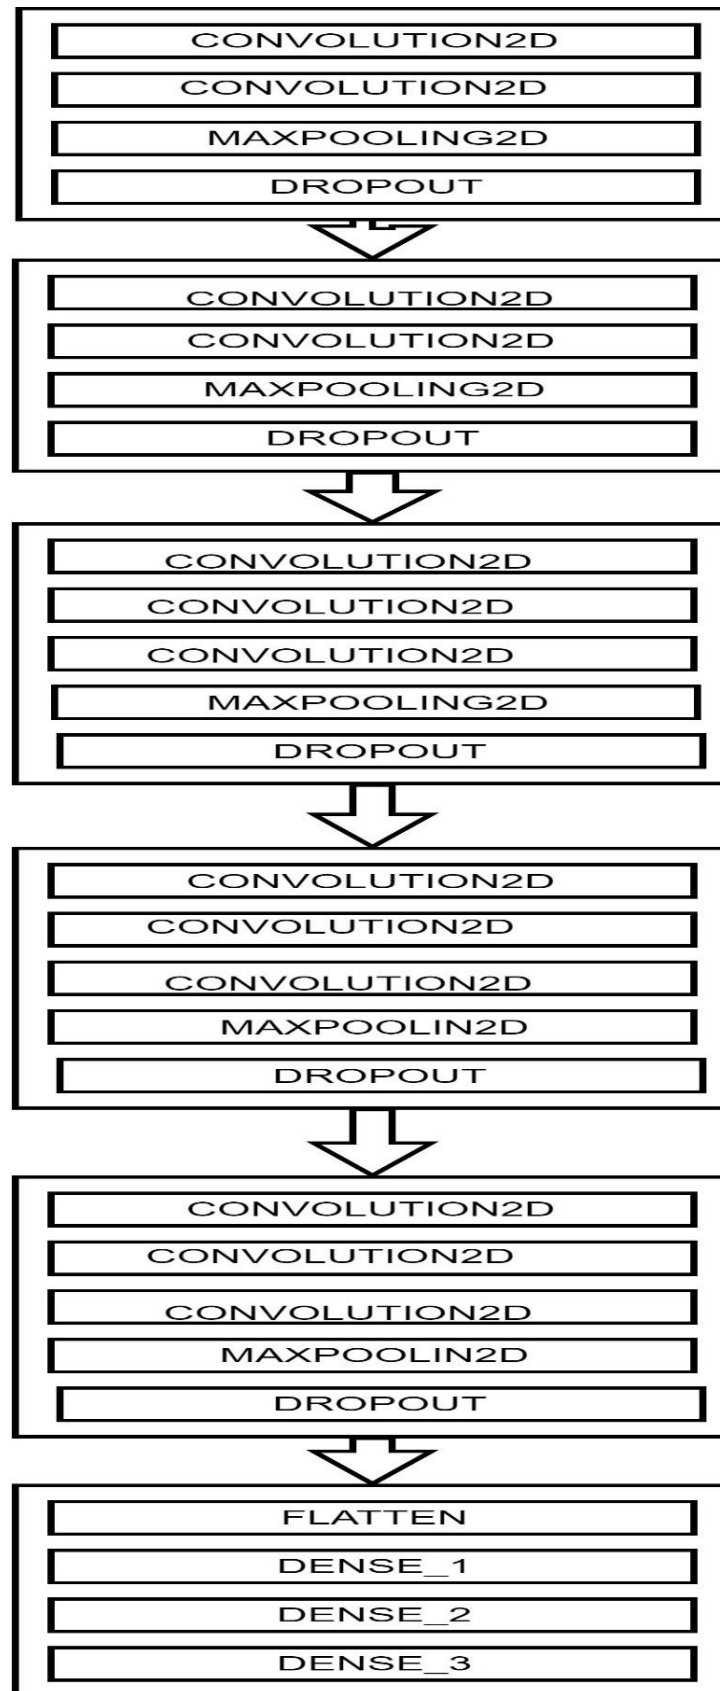 CONVOLUTION2D
CONVOLUTION2D
MAXPOOLING2D
DROPOUT
CONVOLUTION2D
CONVOLUTION2D
MAXPOOLING2D
DROPOUT
CONVOLUTION2D
CONVOLUTION2D
CONVOLUTION2D
MAXPOOLING2D
DROPOUT
CONVOLUTION2D
CONVOLUTION2D
CONVOLUTION2D
MAXPOOLIN2D
DROPOUT
CONVOLUTION2D
CONVOLUTION2D
CONVOLUTION2D
MAXPOOLIN2D
DROPOUT
FLATTEN
DENSE_1
DENSE_2
DENSE_3